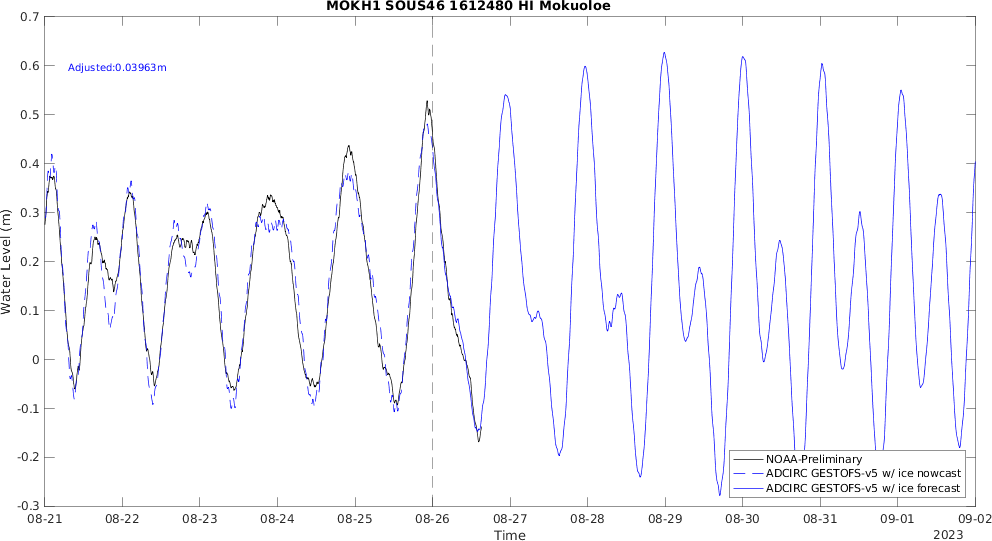 MOKH1 SOUS46 1612480 HI Mokuoloe
Adjusted:0.03963m
Water Level (m)
0.7
0.6
0.5
0.4
0.3
0.2
0.1
0
-0.1
-0.2
-0.3
NOAA-Preliminary
ADCIRC GESTOFS-v5 w/ ice nowcast
ADCIRC GESTOFS-v5 w/ ice forecast
08-21 08-22 08-23 08-24 08-25 08-26 08-27 08-28 08-29 08-30 08-31 09-01 09-02
Time
2023